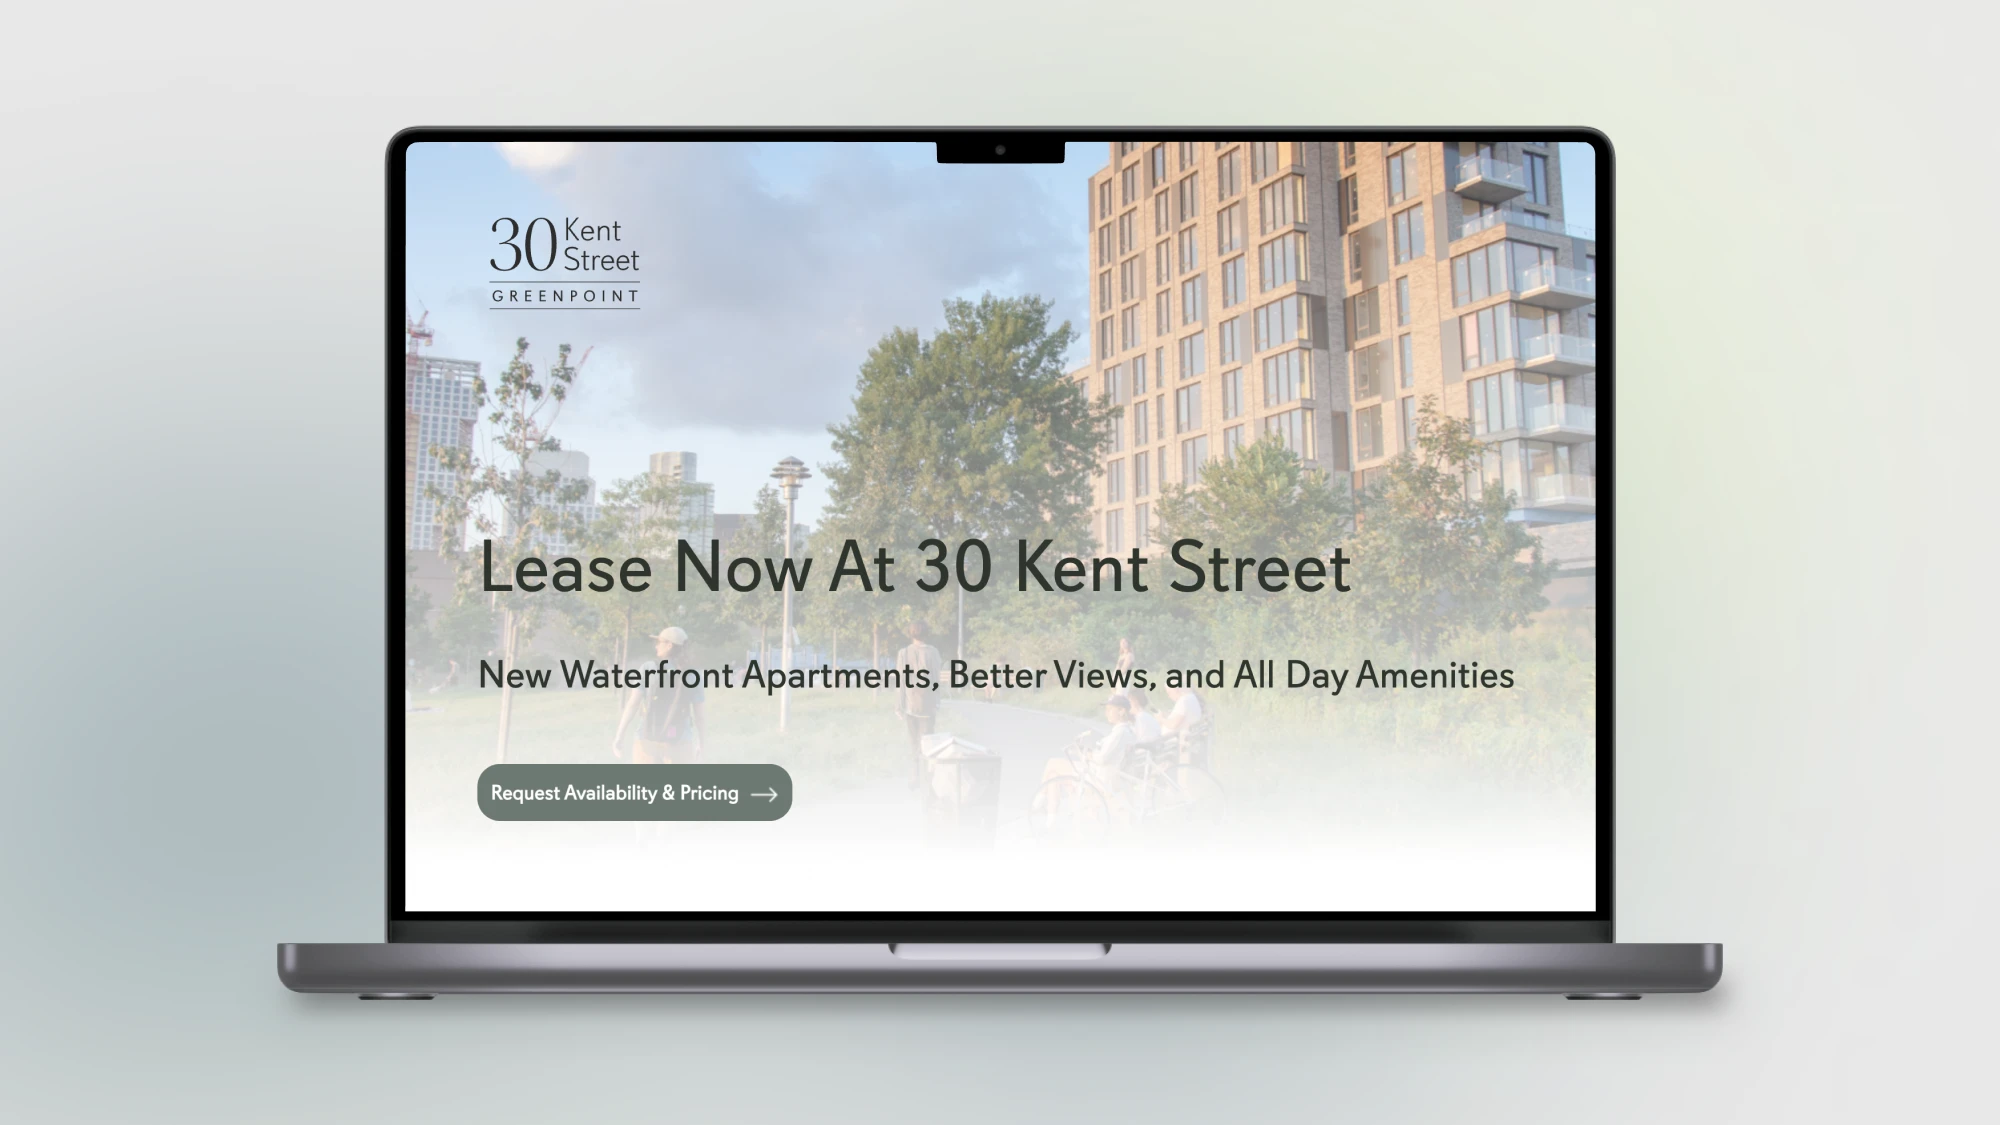 30 Kent
Street
GREENPOINT
Lease Now At 30 Kent Street
New Waterfront Apartments, Better Views, and All Day Amenities
Request Availability & Pricing →